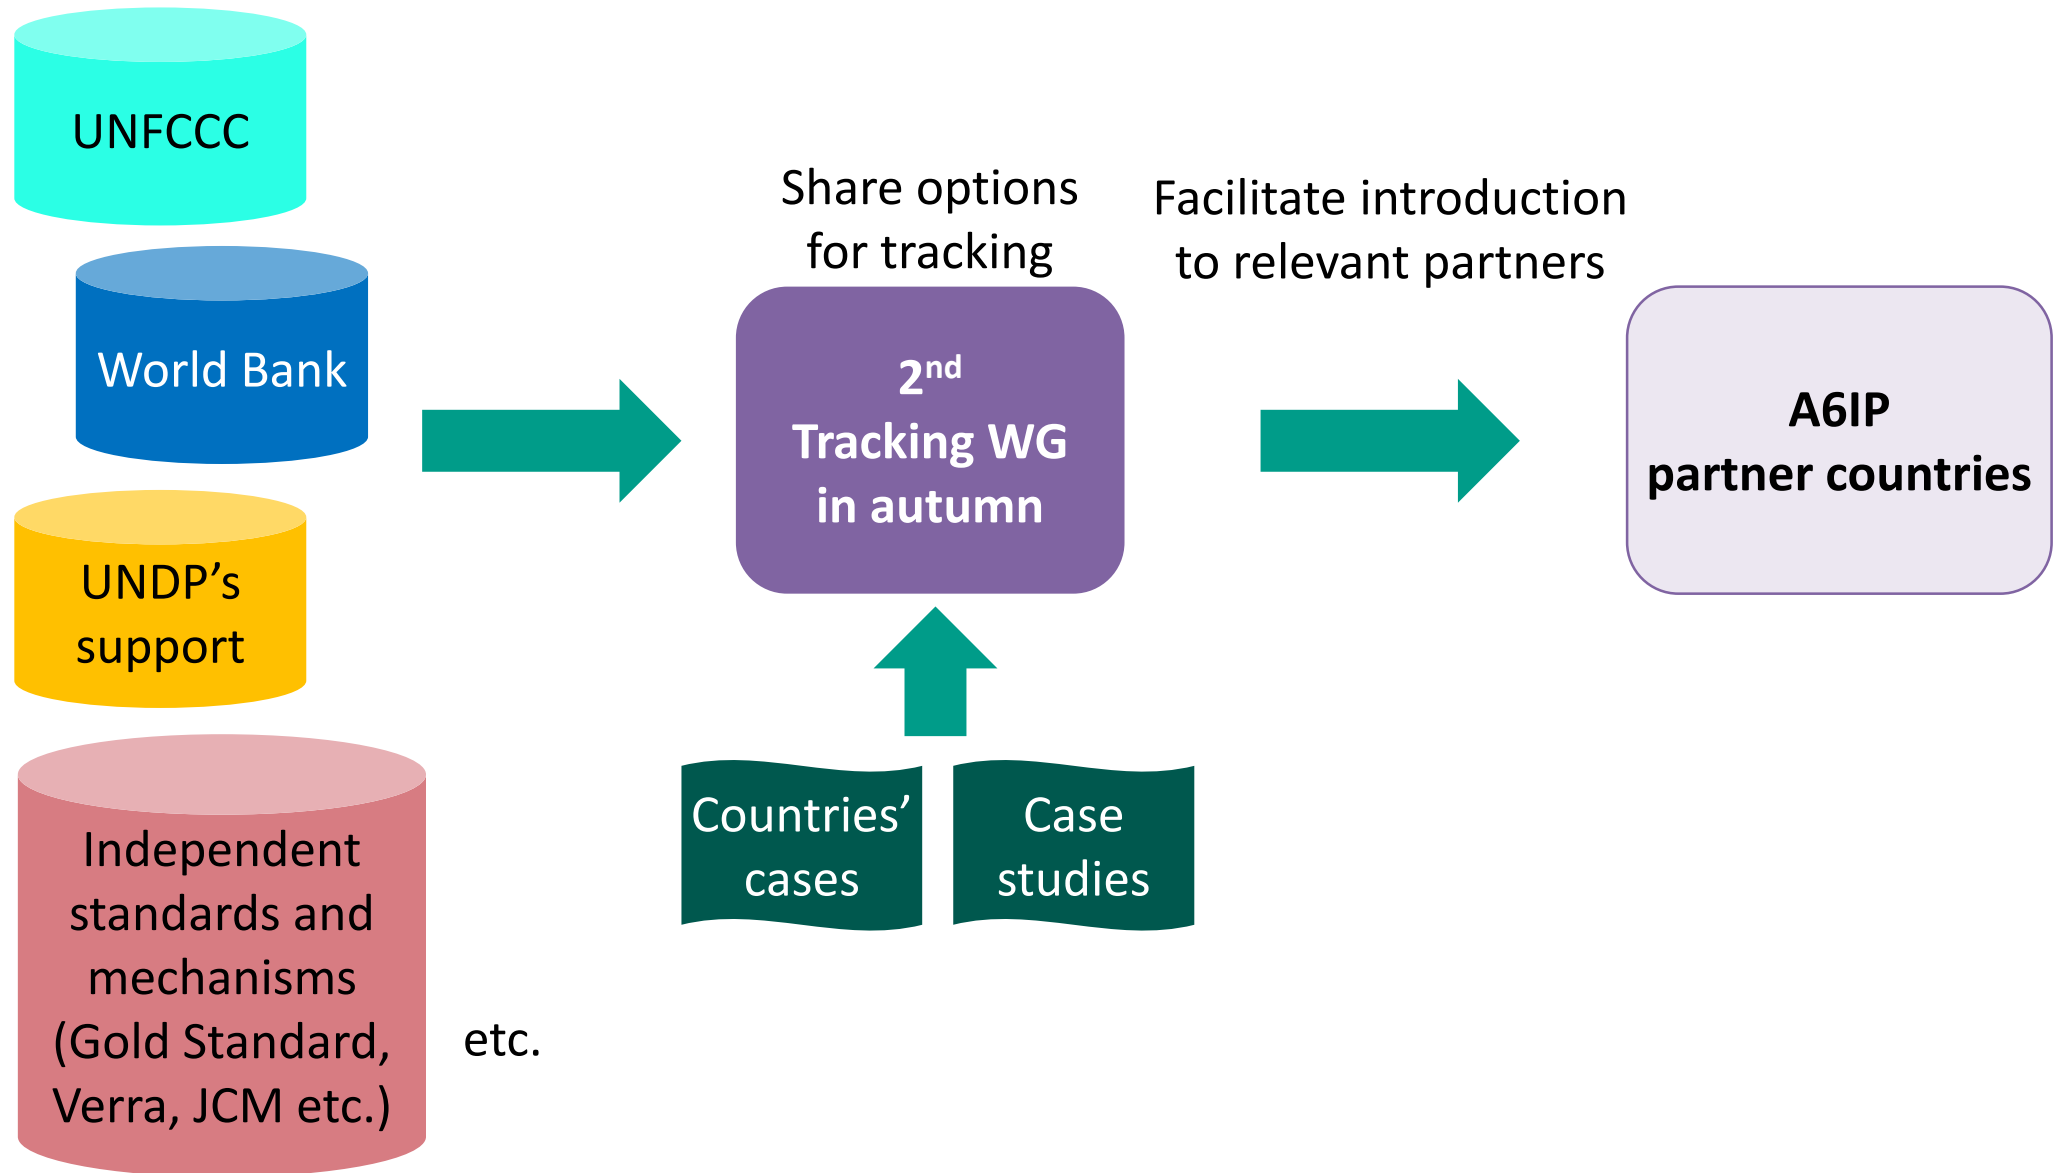 UNFCCC
World Bank
UNDP’s
support
Independent
standards and
mechanisms
(Gold Standard,
Verra, JCM etc.)
etc.
Share options
for tracking
2nd
Tracking WG
in autumn
Countries’
cases
Case
studies
Facilitate introduction
to relevant partners
A6IP
partner countries